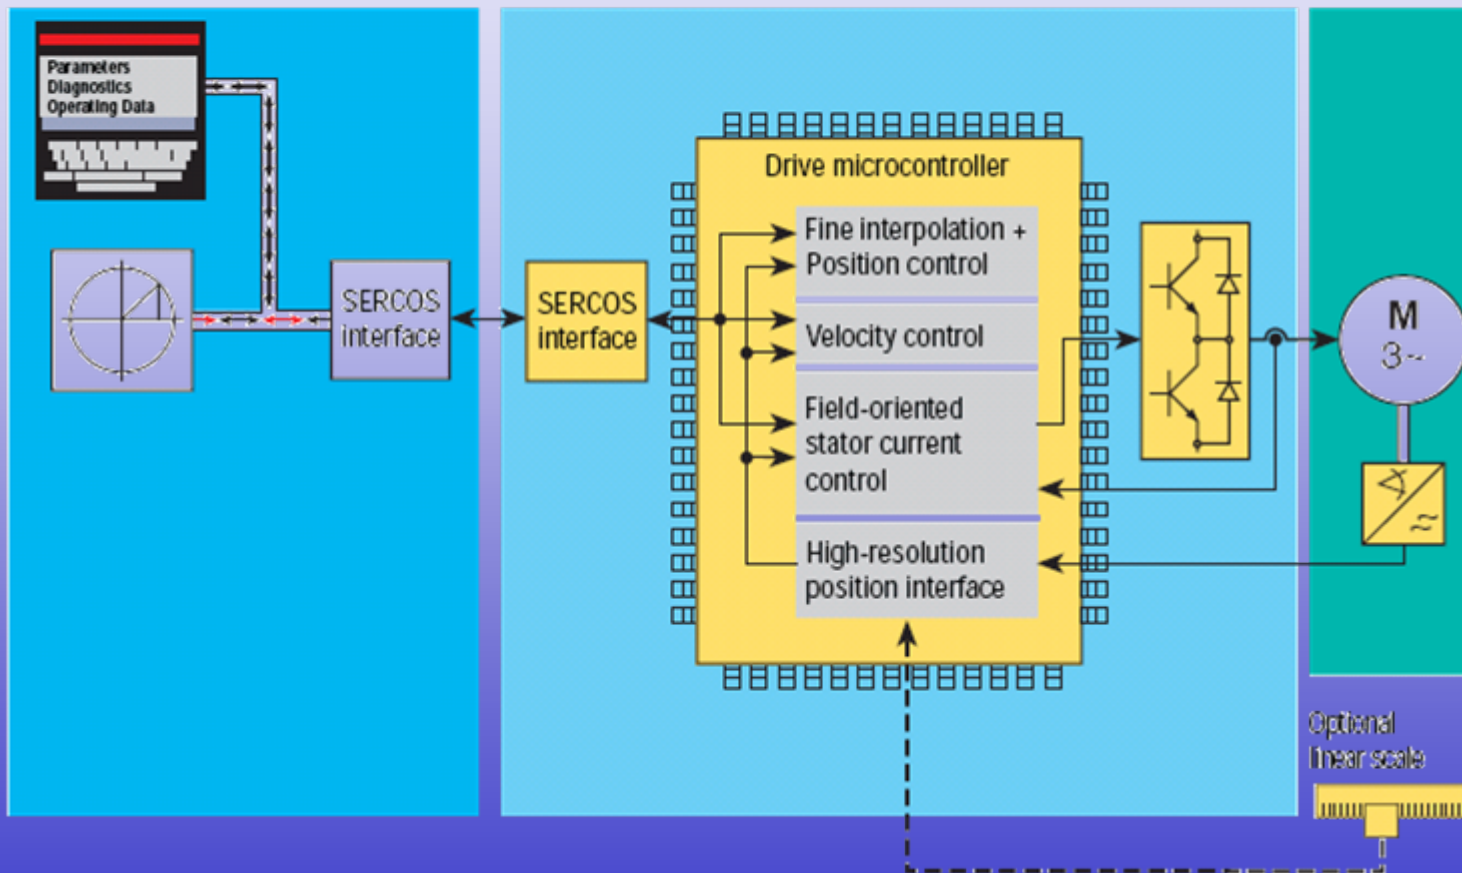 Parameters
Diagnostics
Operating Data
SERCOS
interface
SERCOS
interface
Drive microcontroller
Fine interpolation +
Position control
Velocity control
Field-oriented
stator current
control
High-resolution
position interface
M
3~
Optional
linear scale